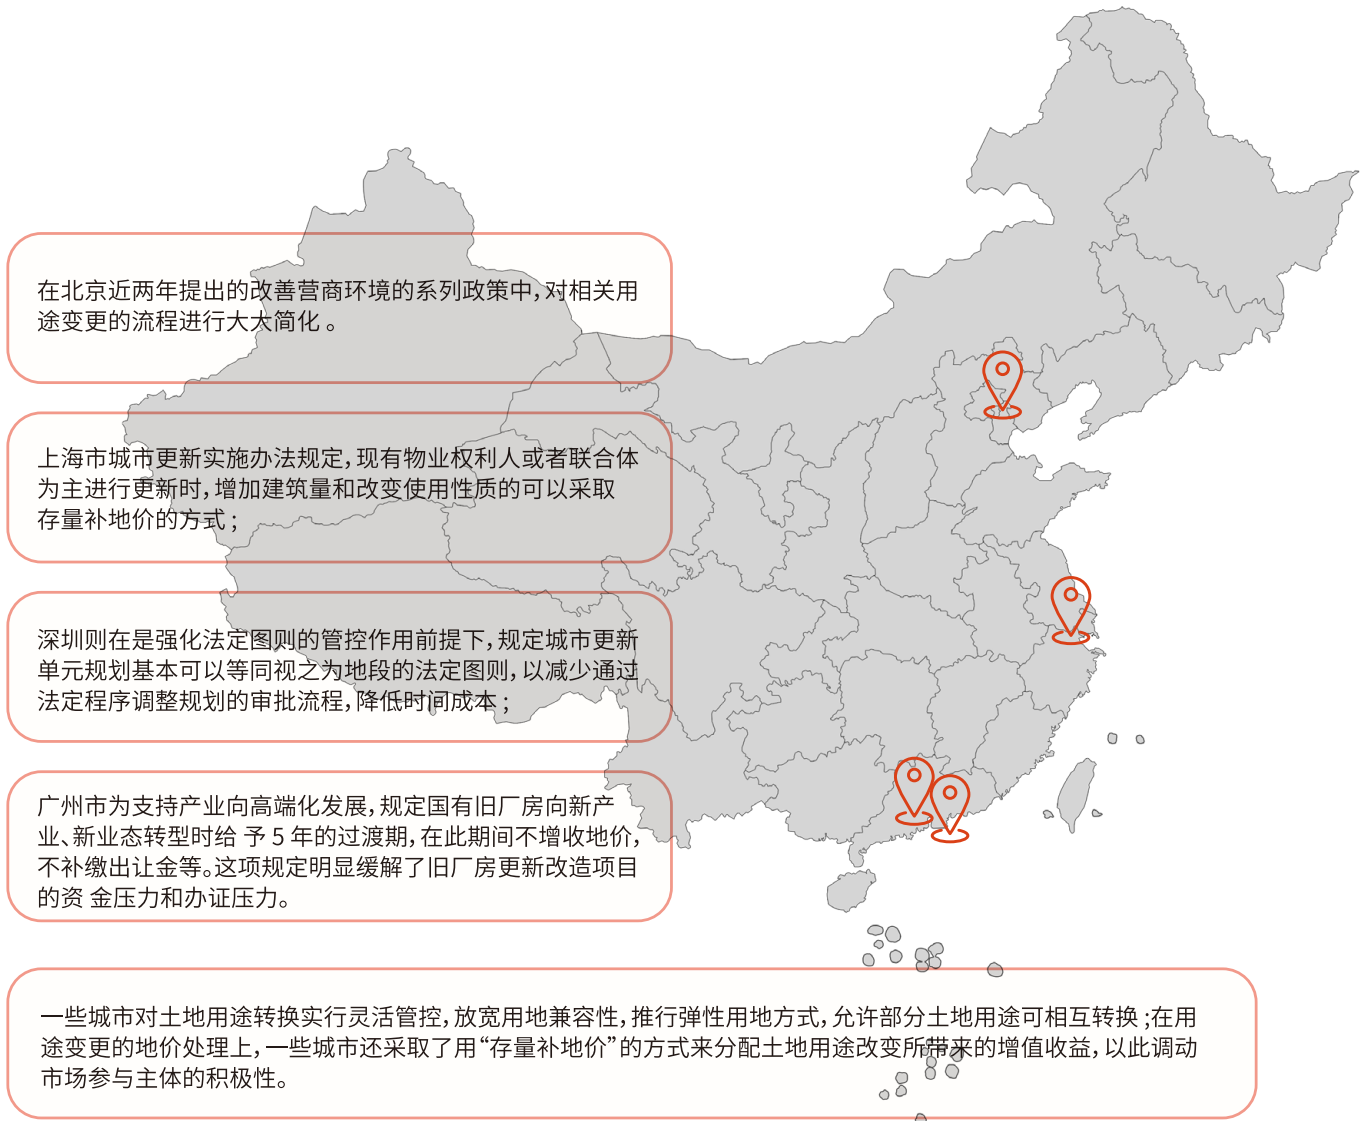 在北京近两年提出的改善营商环境的系列政策中，对相关用
途变更的流程进行大大简化 。
上海市城市更新实施办法规定，现有物业权利人或者联合体
为主进行更新时，增加建筑量和改变使用性质的可以采取
存量补地价的方式；
深圳则在是强化法定图则的管控作用前提下，规定城市更新
单元规划基本可以等同视之为地段的法定图则，以减少通过
法定程序调整规划的审批流程，降低时间成本；
广州市为支持产业向高端化发展，规定国有旧厂房向新产
业、新业态转型时给 予 5 年的过渡期，在此期间不增收地价，
不补缴出让金等。这项规定明显缓解了旧厂房更新改造项目
的资 金压力和办证压力。
一些城市对土地用途转换实行灵活管控，放宽用地兼容性，推行弹性用地方式，允许部分土地用途可相互转换；在用
途变更的地价处理上，一些城市还采取了用“存量补地价”的方式来分配土地用途改变所带来的增值收益，以此调动
市场参与主体的积极性。